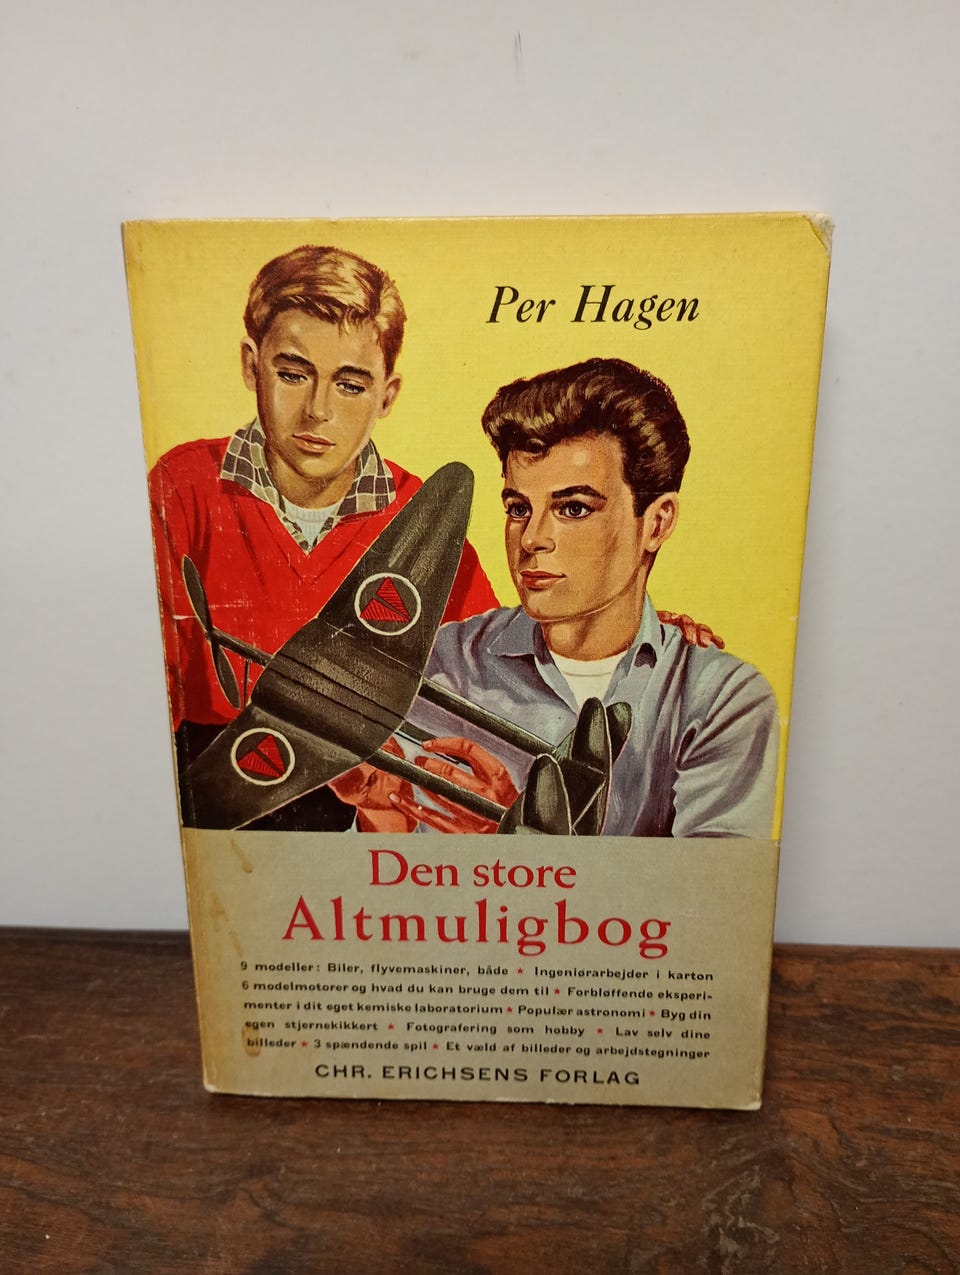 Per Hagen
Den store
Altmuligbog
9 modeller: Biler, flyvemaskiner, både ★ Ingeniørarbejder i karton
6 modelmotorer og hvad du kan bruge dem til ★ Forbløffende eksperi-
menter i dit eget kemiske laboratorium ★ Populær astronomi ★ Byg din
egen stjernekikkert ★ Fotografering som hobby ★ Lav selv dine
billeder ★ 3 spændende spil ★ Et væld af billeder og arbejdstegninger
CHR. ERICHSENS FORLAG